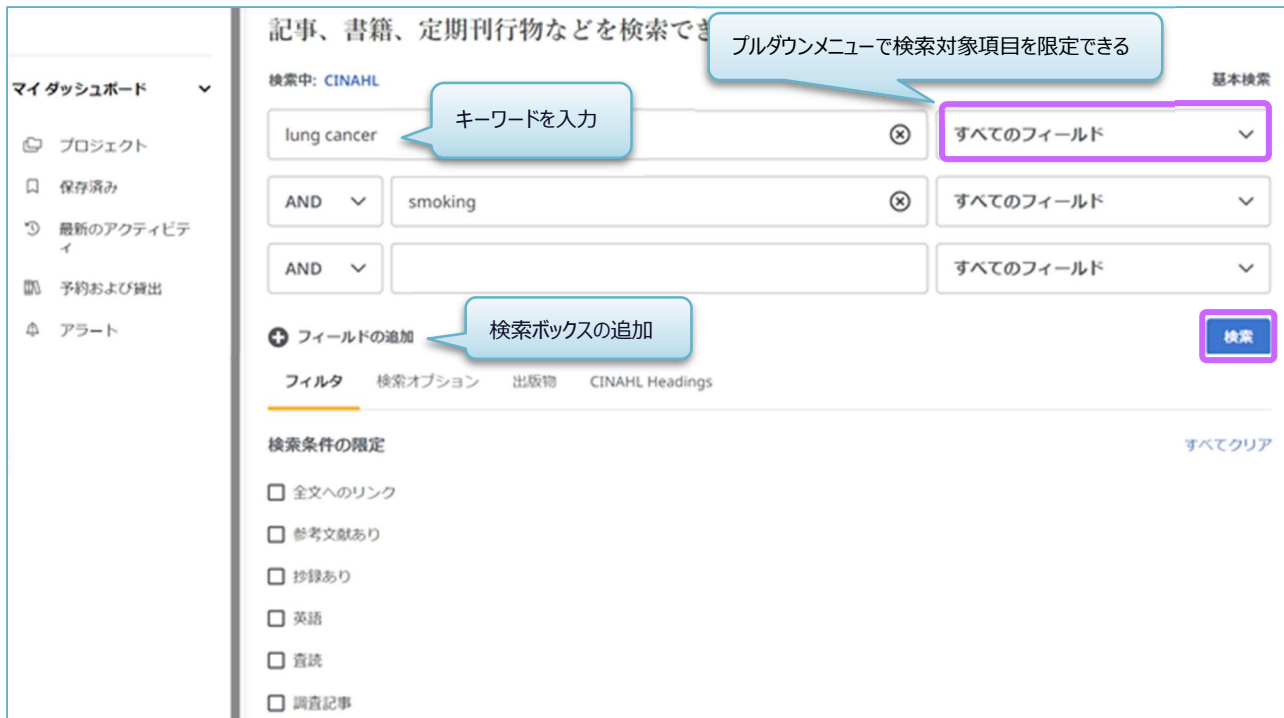 記事、書籍、定期刊行物などを検索でき
プルダウンメニューで検索対象項目を限定できる
マイ ダッシュボード
検索中: CINAHL
基本検索
lung cancer
キーワードを入力
すべてのフィールド
プロジェクト
保存済み
AND
smoking
すべてのフィールド
最新のアクティビテ
ィ
AND
すべてのフィールド
予約および貸出
アラート
フィールドの追加
検索ボックスの追加
検索
フィルタ 検索オプション 出版物 CINAHL Headings
検索条件の限定
すべてクリア
全文へのリンク
参考文献あり
抄録あり
英語
査読
調査記事